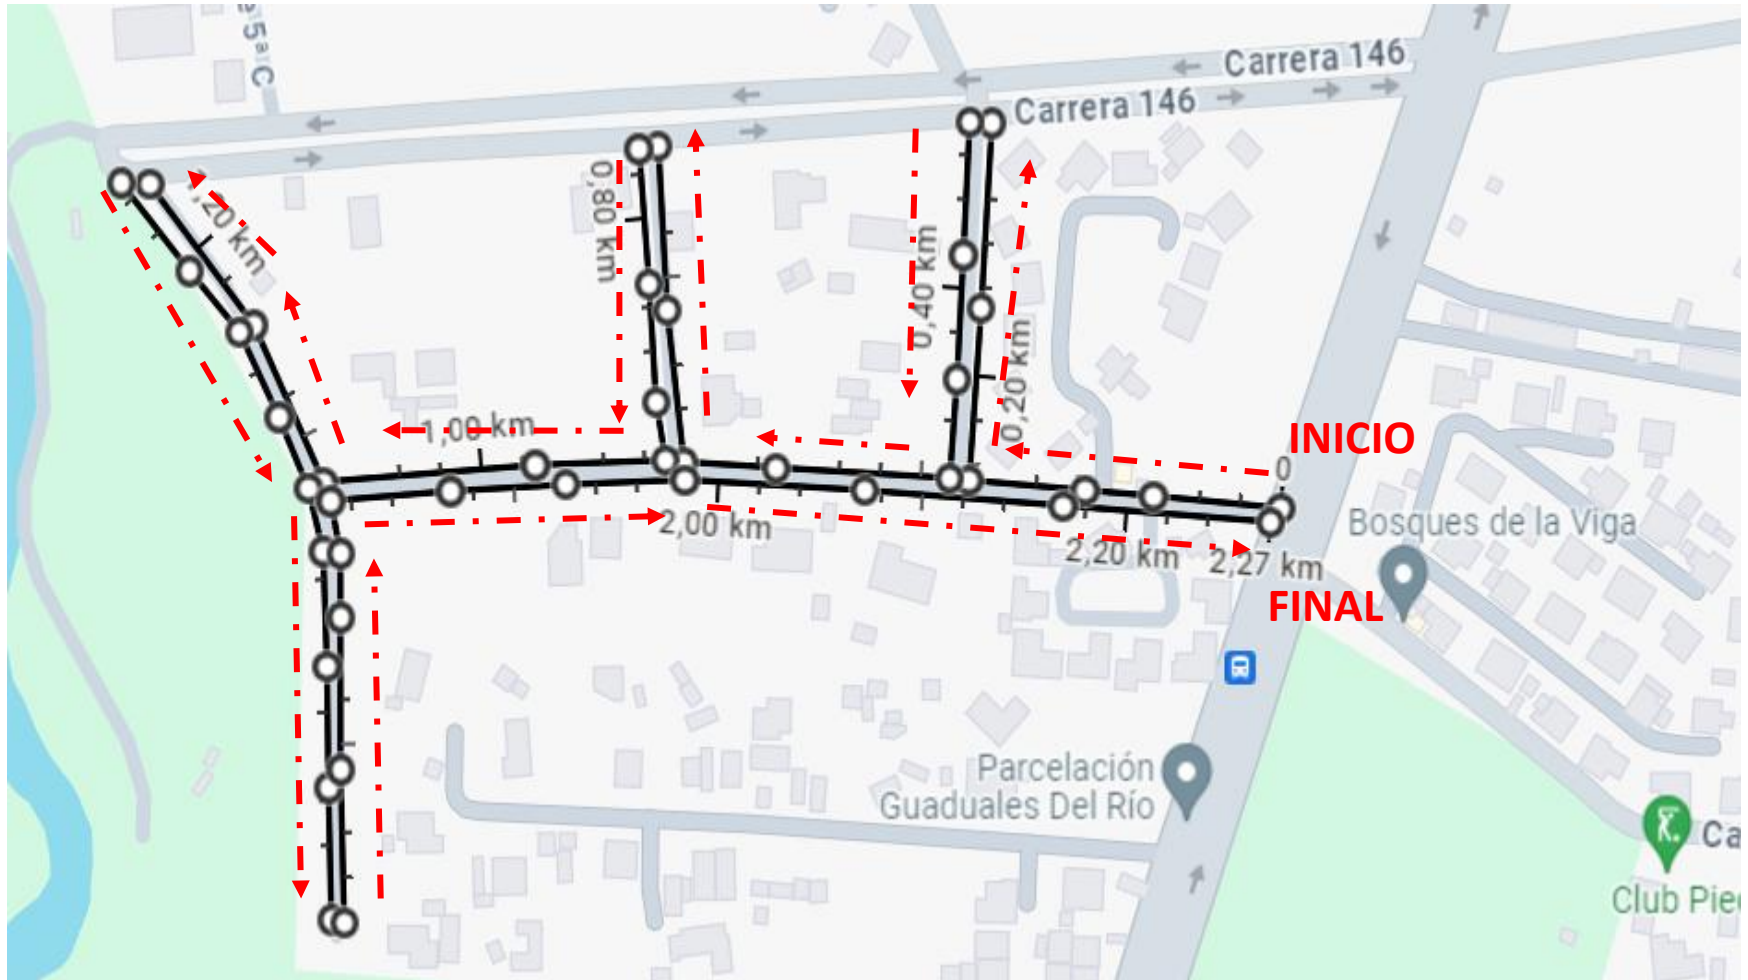 5ª C
Carrera 146
Carrera 146
0,80 km
0,40 km
0,20 km
1,00 km
INICIO
0
2,00 km
2,20 km
2,27 km
Bosques de la Viga
FINAL
Parcelación
Guaduales Del Río
Ca
Club Pie